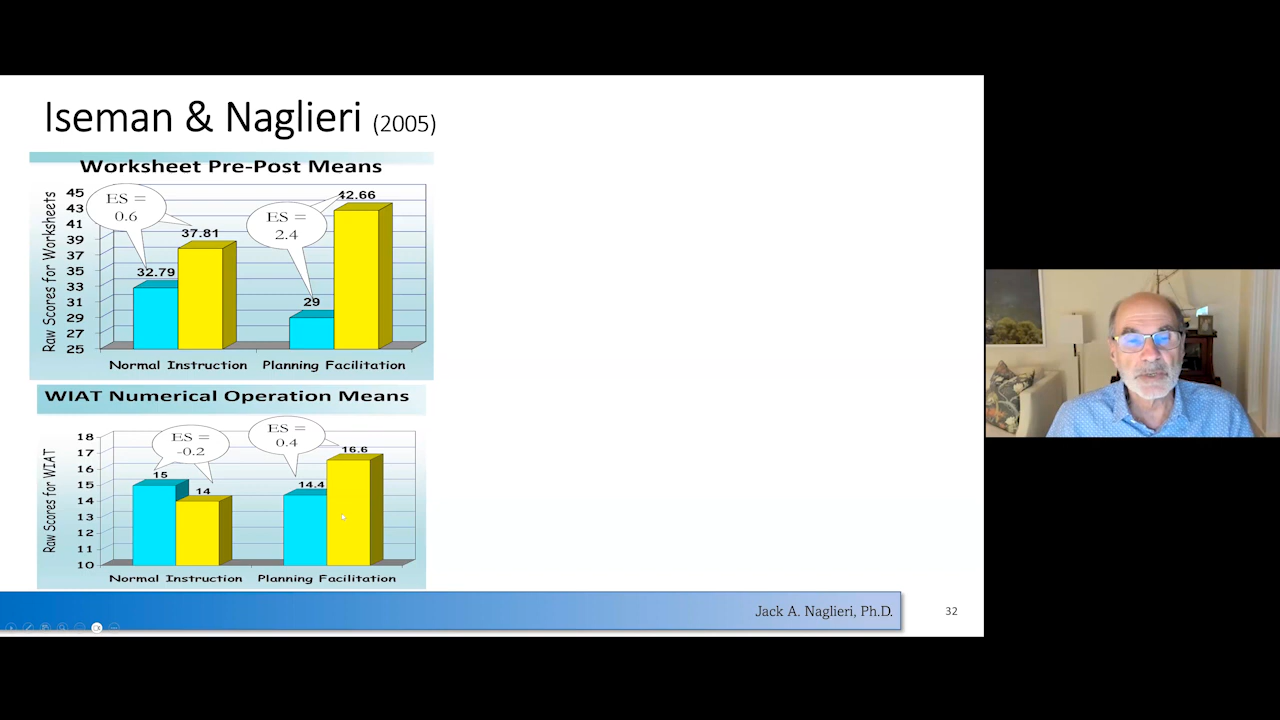 Iseman & Naglieri (2005)
Worksheet Pre-Post Means
Raw Scores for Worksheets
45
43
41
39
37
35
33
31
29
27
25
ES =
0.6
ES =
2.4
32.79
37.81
29
42.66
Normal Instruction
Planning Facilitation
WIAT Numerical Operation Means
Raw Scores for WIAT
18
17
16
15
14
13
12
11
10
ES =
-0.2
ES =
0.4
15
14
14.4
16.6
Normal Instruction
Planning Facilitation
Jack A. Naglieri, Ph.D.
32